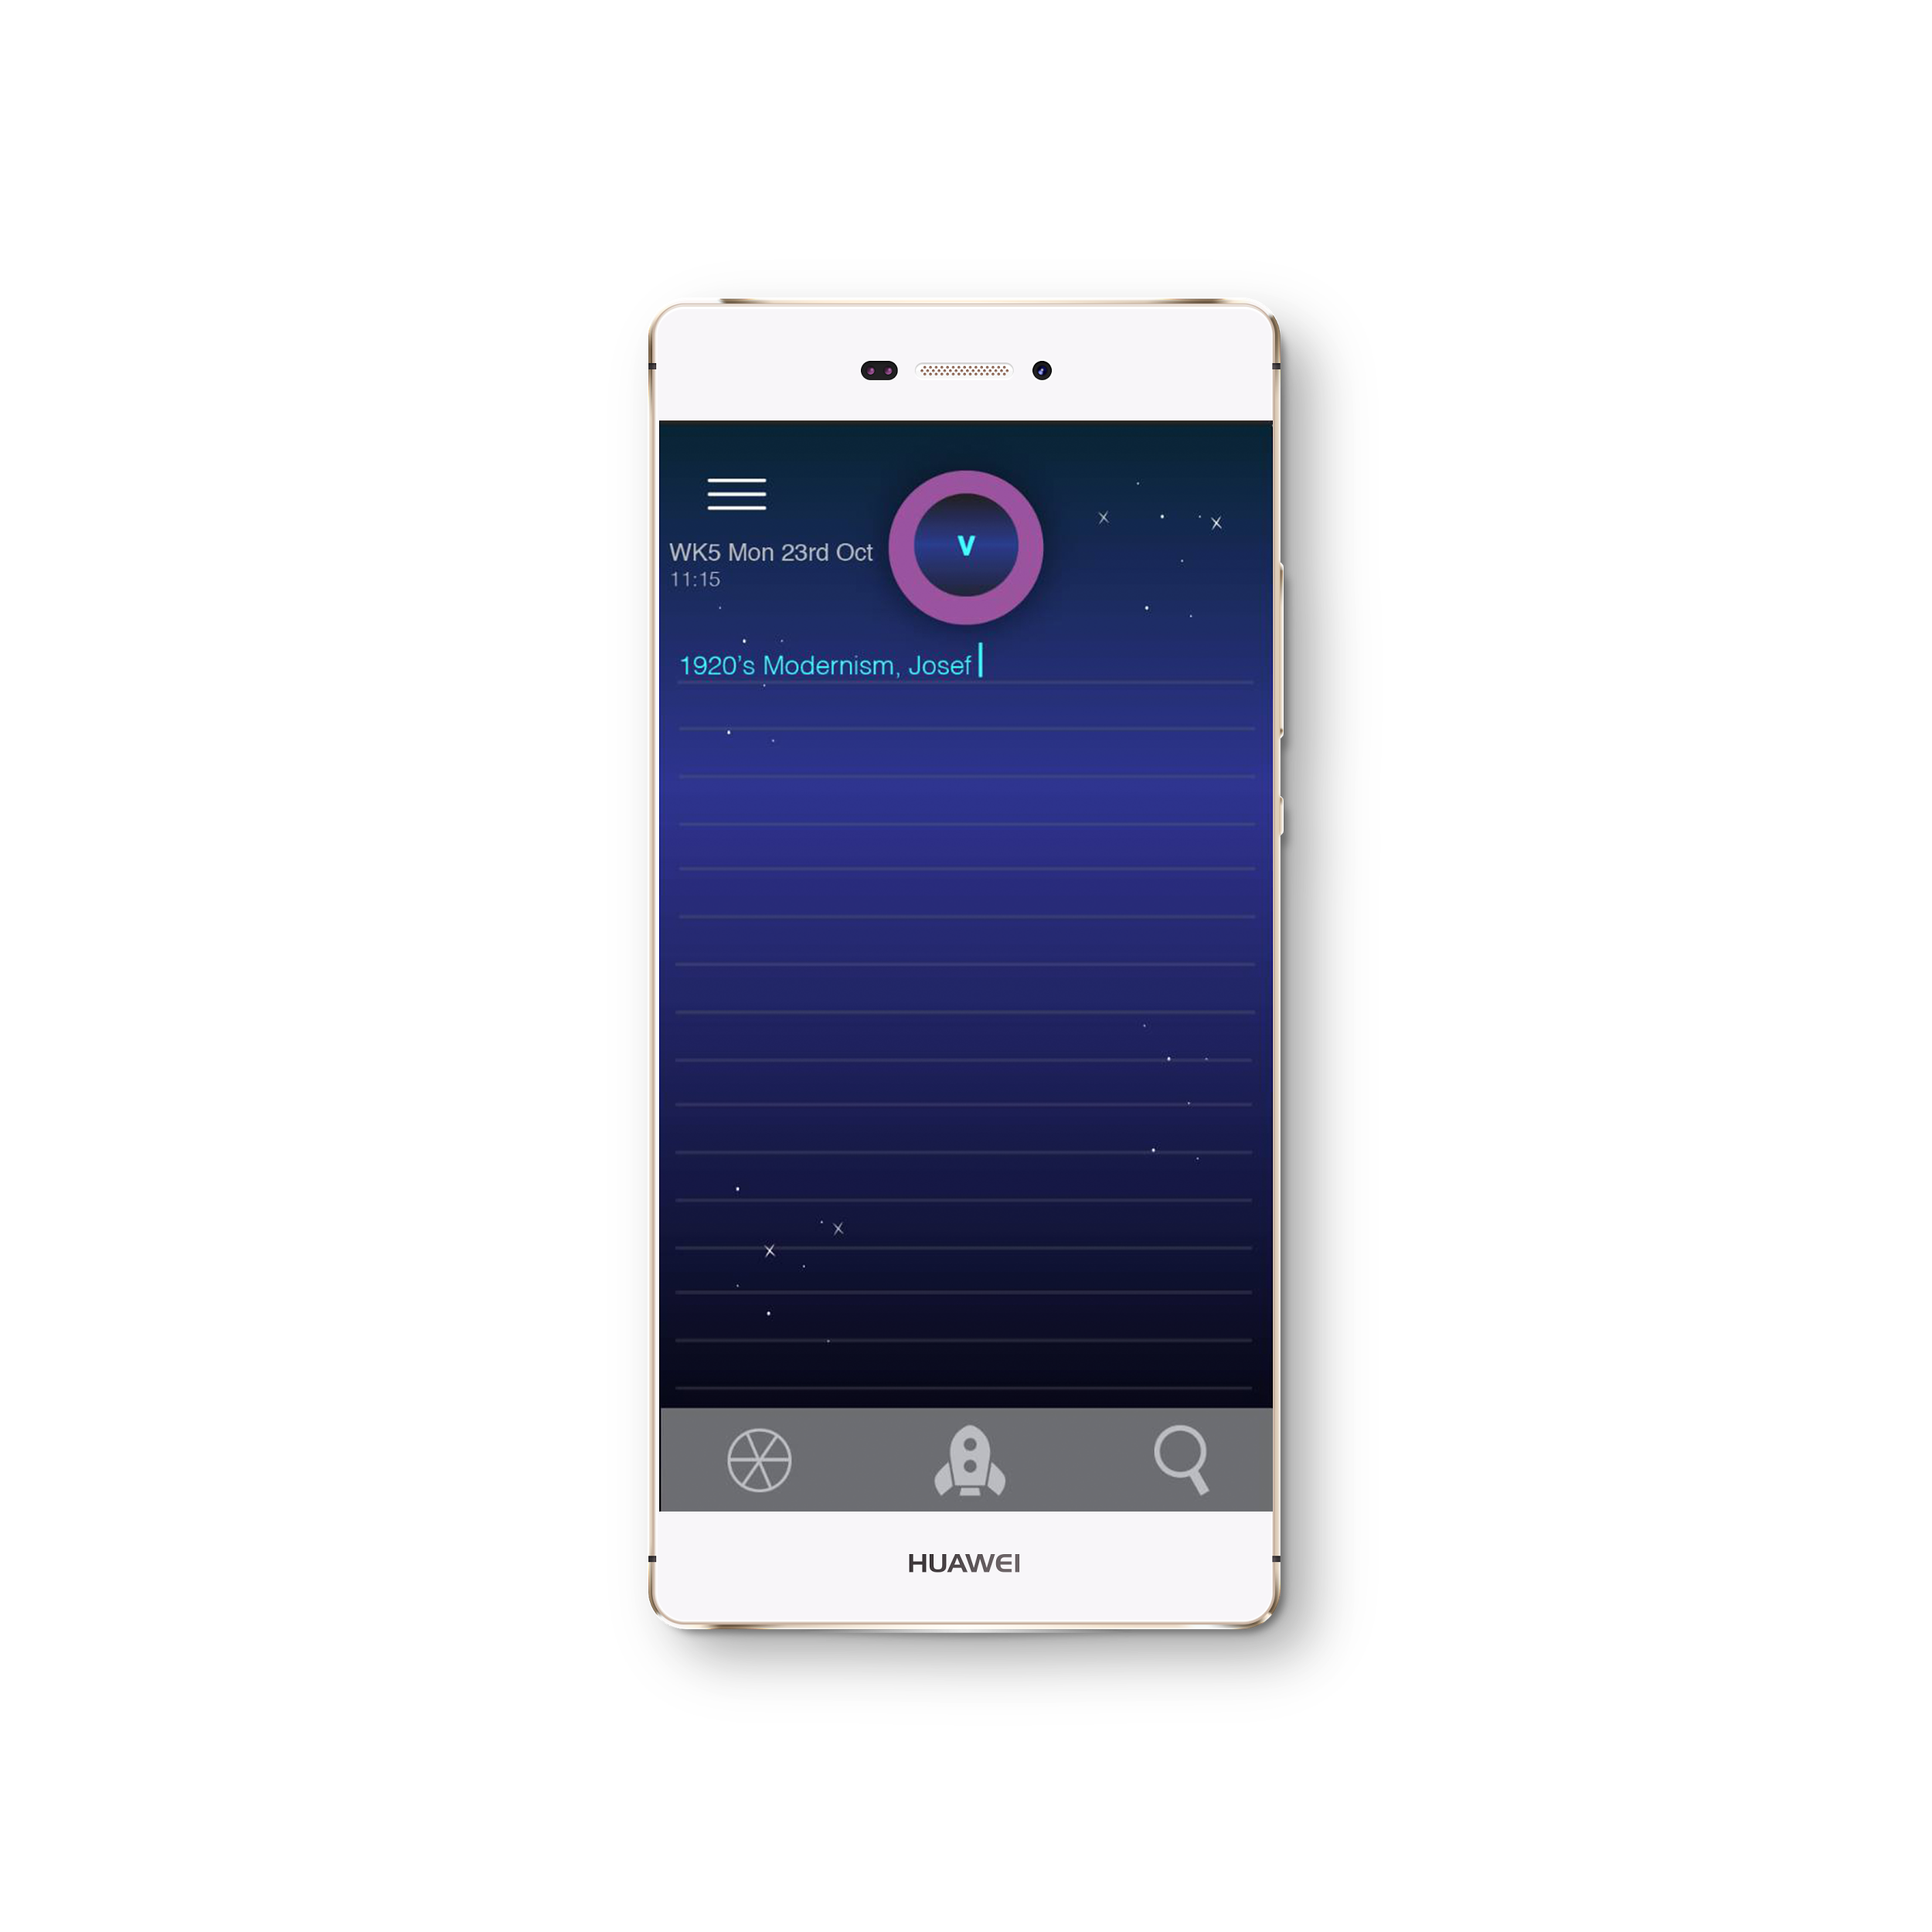 V
WK5 Mon 23rd Oct
11:15
1920's Modernism, Josef
HUAWEI